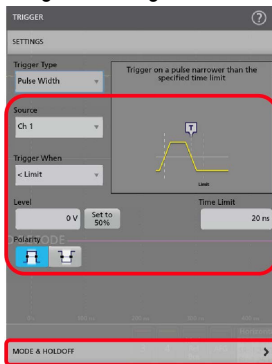 TRIGGER
SETTINGS
Trigger Type
Pulse Width
Trigger on a pulse narrower than the
specified time limit
Source
Ch 1
T
Trigger When
< Limit
Limit
Level
Time Limit
0 V
Set to
50%
20 ns
Polarity
MODE & HOLDOFF